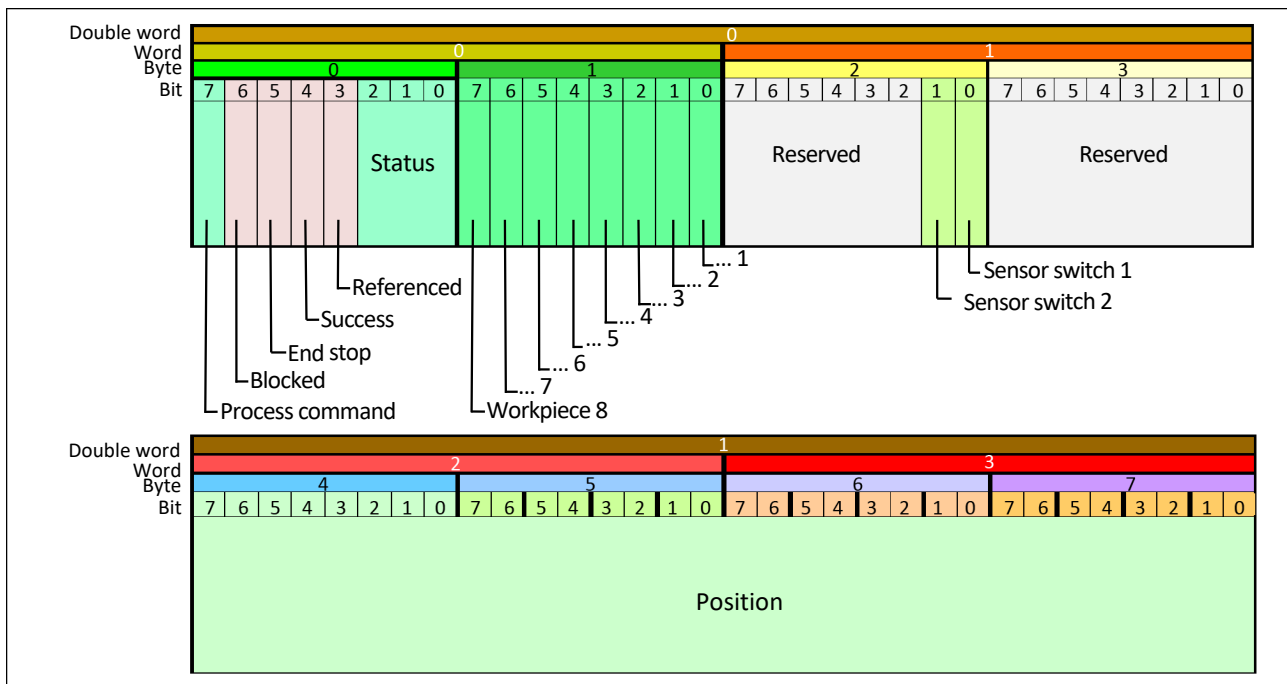 Double word 0
Word 0 1
Byte 0 1 2 3
Bit 7 6 5 4 3 2 1 0 7 6 5 4 3 2 1 0 7 6 5 4 3 2 1 0 7 6 5 4 3 2 1 0
Status Reserved Reserved
... 1
Sensor switch 1
... 2
Referenced
... 3
Sensor switch 2
Success
... 4
... 5
End stop
... 6
Blocked
... 7
Process command
Workpiece 8
Double word 1
Word 2 3
Byte 4 5 6 7
Bit 7 6 5 4 3 2 1 0 7 6 5 4 3 2 1 0 7 6 5 4 3 2 1 0 7 6 5 4 3 2 1 0
Position